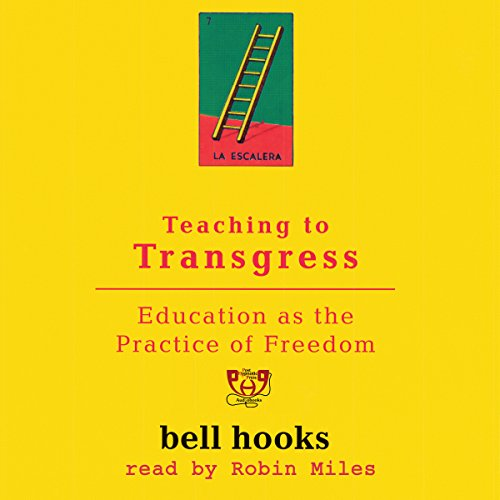 7
LA ESCALERA
Teaching to
Transgress
Education as the
Practice of Freedom
bell hooks
read by Robin Miles